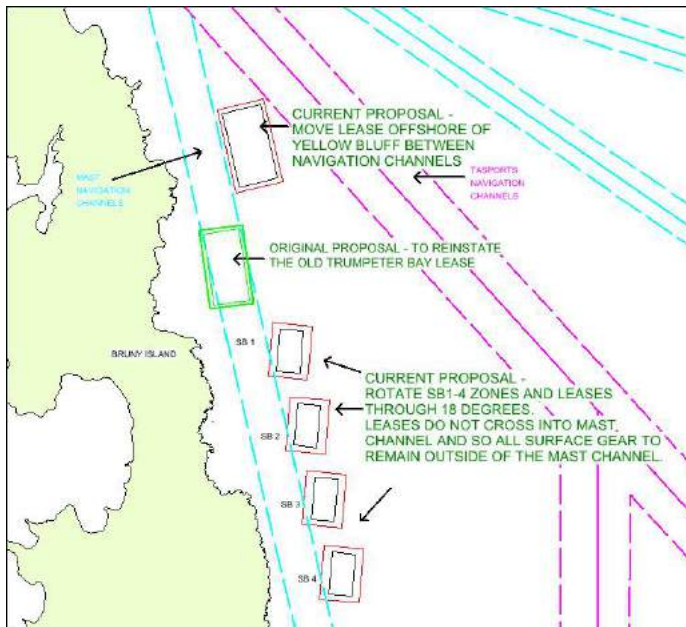 CURRENT PROPOSAL -
MOVE LEASE OFFSHORE OF
YELLOW BLUFF BETWEEN
NAVIGATION CHANNELS
MAST
NAVIGATION
CHANNELS
TASPORTS
NAVIGATION
CHANNELS
ORIGINAL PROPOSAL - TO REINSTATE
THE OLD TRUMPETER BAY LEASE
SB 1
BRUNY ISLAND
CURRENT PROPOSAL -
ROTATE SB1-4 ZONES AND LEASES
THROUGH 18 DEGREES.
LEASES DO NOT CROSS INTO MAST
CHANNEL AND SO ALL SURFACE GEAR TO
REMAIN OUTSIDE OF THE MAST CHANNEL.
SB 2
SB 3
SB 4